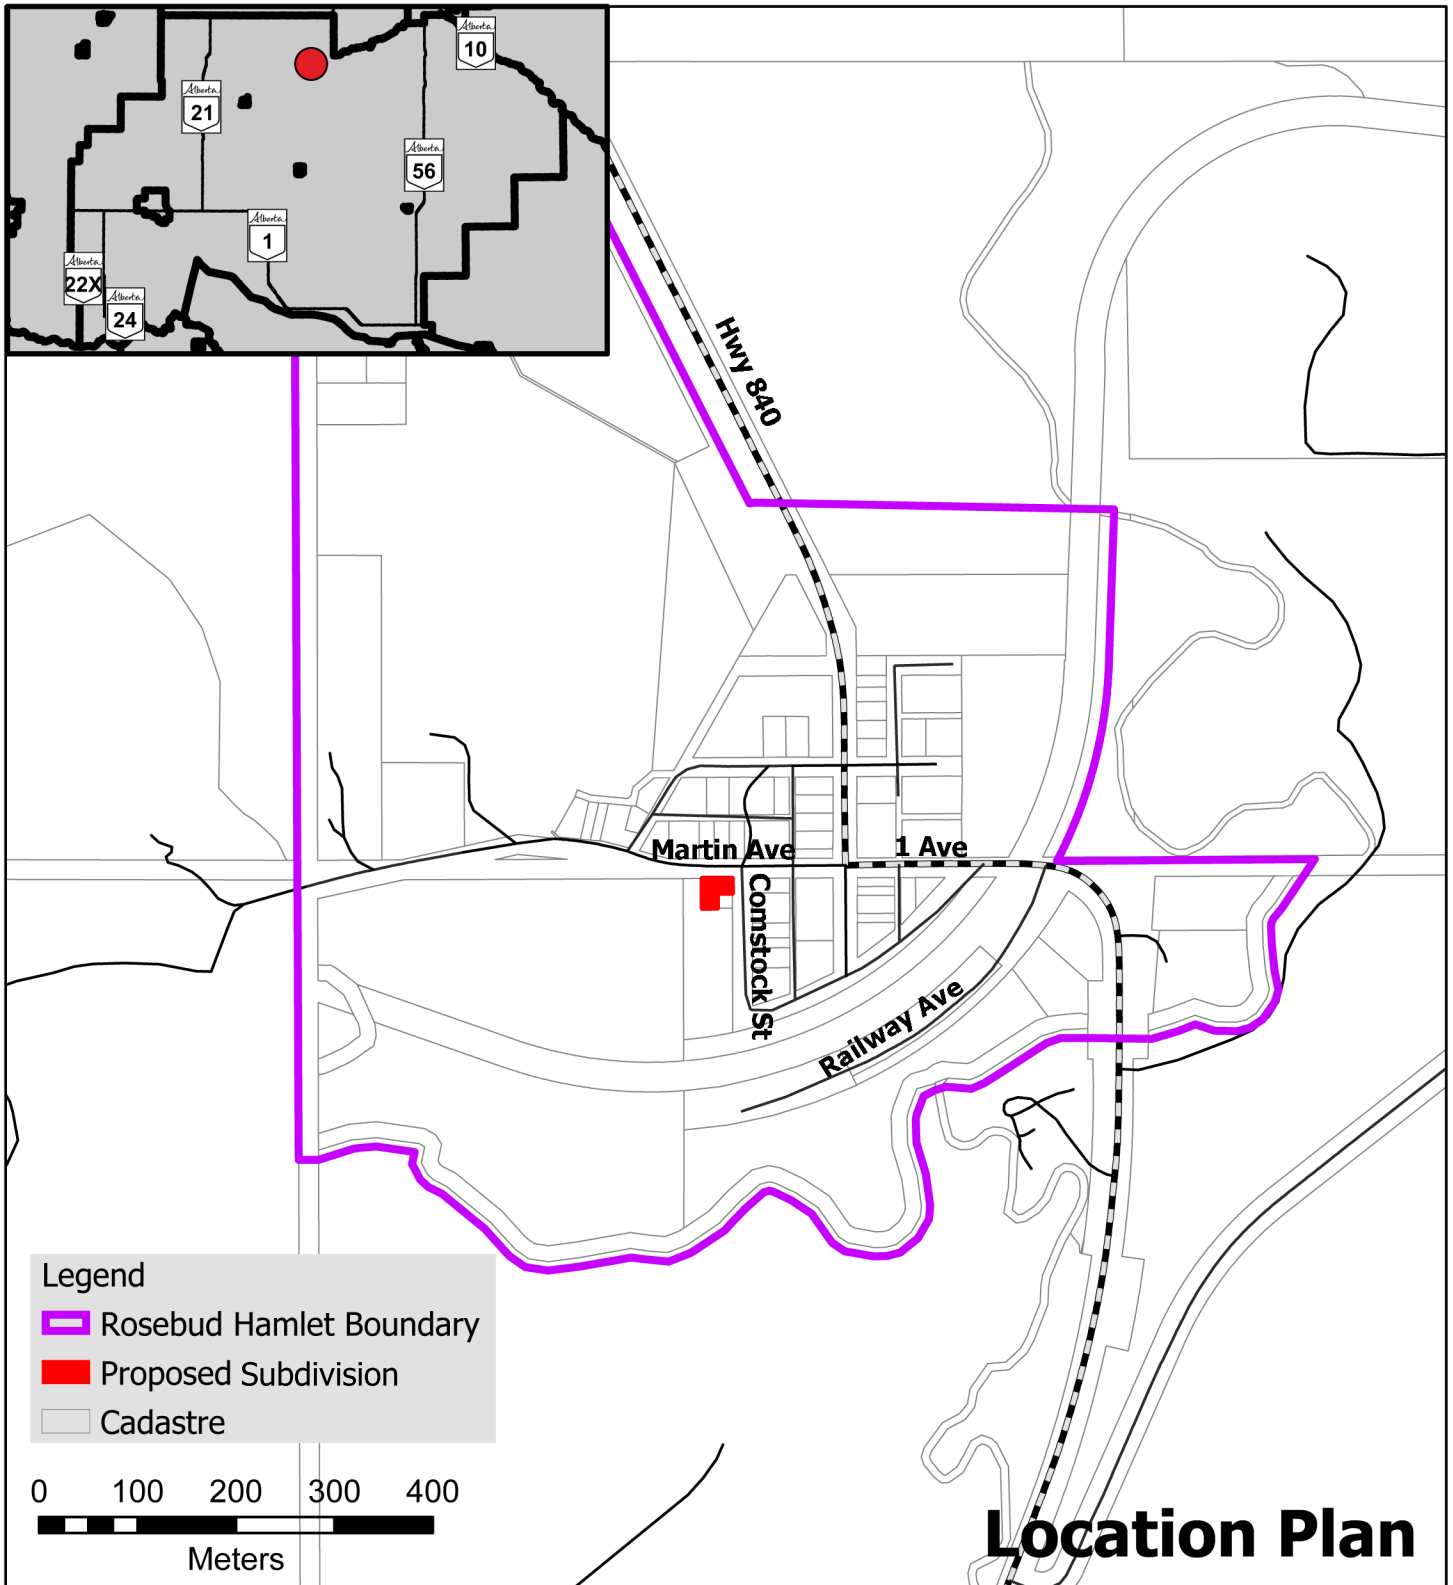 Alberta
10
Alberta
21
Alberta
56
Alberta
1
Alberta
22X
Alberta
24
Hwy 840
Martin Ave
1 Ave
Comstock St
Railway Ave
Legend
Rosebud Hamlet Boundary
Proposed Subdivision
Cadastre
0 100 200 300 400
Meters
Location Plan